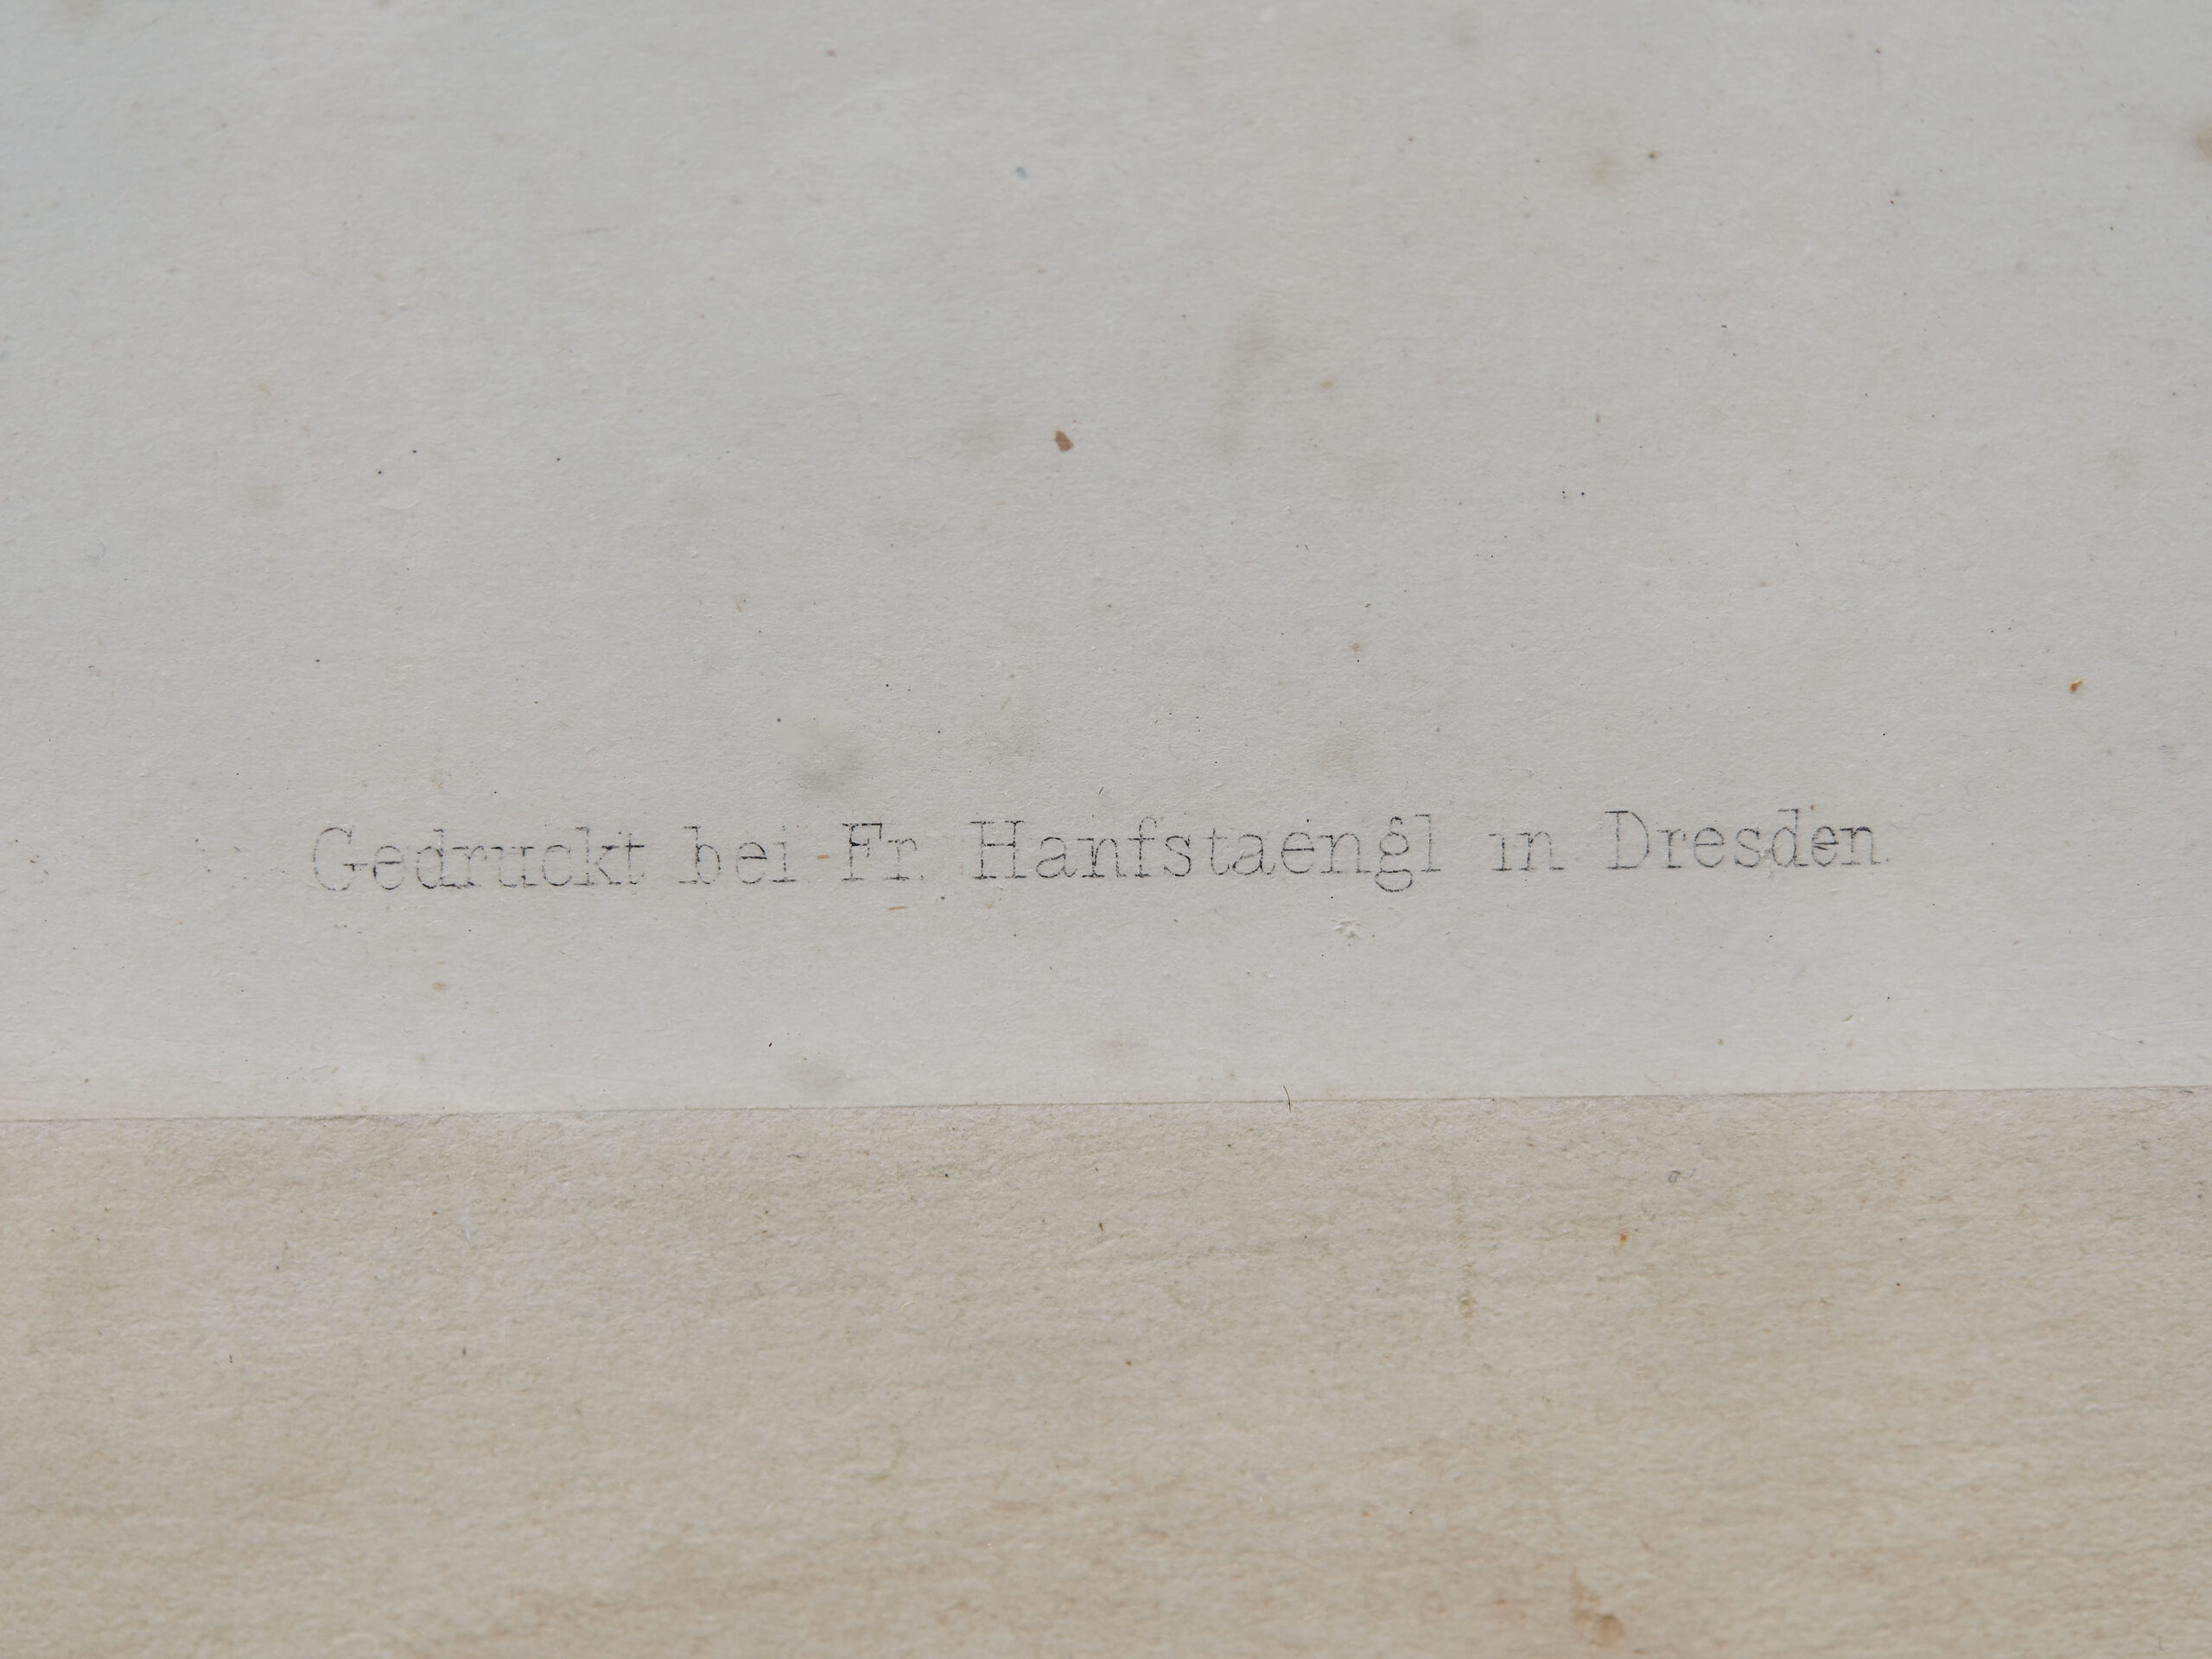 Gedruckt bei Fr. Hanfstaengl in Dresden.